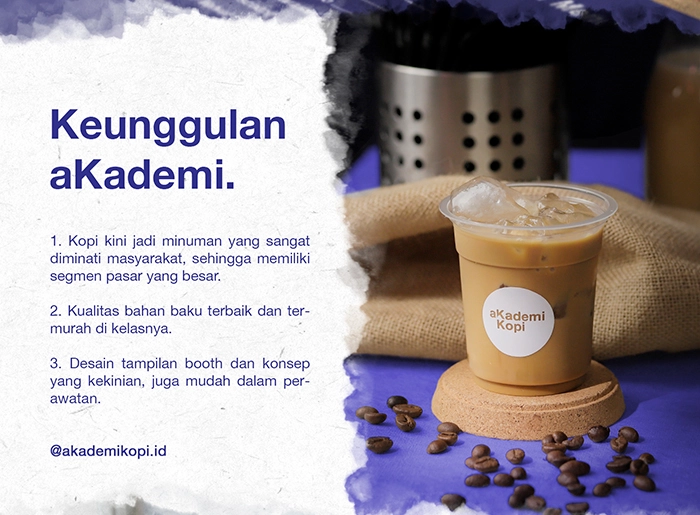 Keunggulan
aKademi.
1. Kopi kini jadi minuman yang sangat
diminati masyarakat, sehingga memiliki
segmen pasar yang besar.
2. Kualitas bahan baku terbaik dan ter-
murah di kelasnya.
3. Desain tampilan booth dan konsep
yang kekinian, juga mudah dalam per-
awatan.
@akademikopi.id
aKademi
Kopi